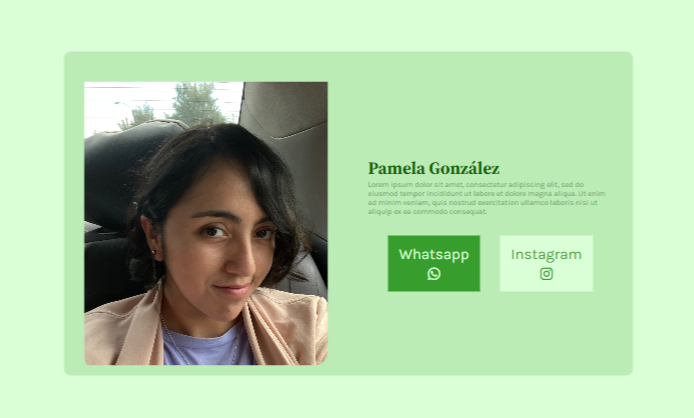 Pamela González
Lorem ipsum dolor sit amet, consectetur adipiscing elit, sed do
eiusmod tempor incididunt ut labore et dolore magna aliqua. Ut enim
ad minim veniam, quis nostrud exercitation ullamco laboris nisi ut
aliquip ex ea commodo consequat.
Whatsapp
Instagram